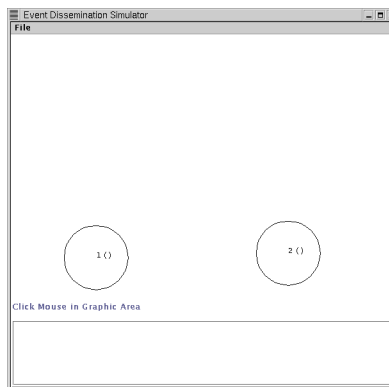 Event Dissemination Simulator
File
1 ()
2 ()
Click Mouse in Graphic Area